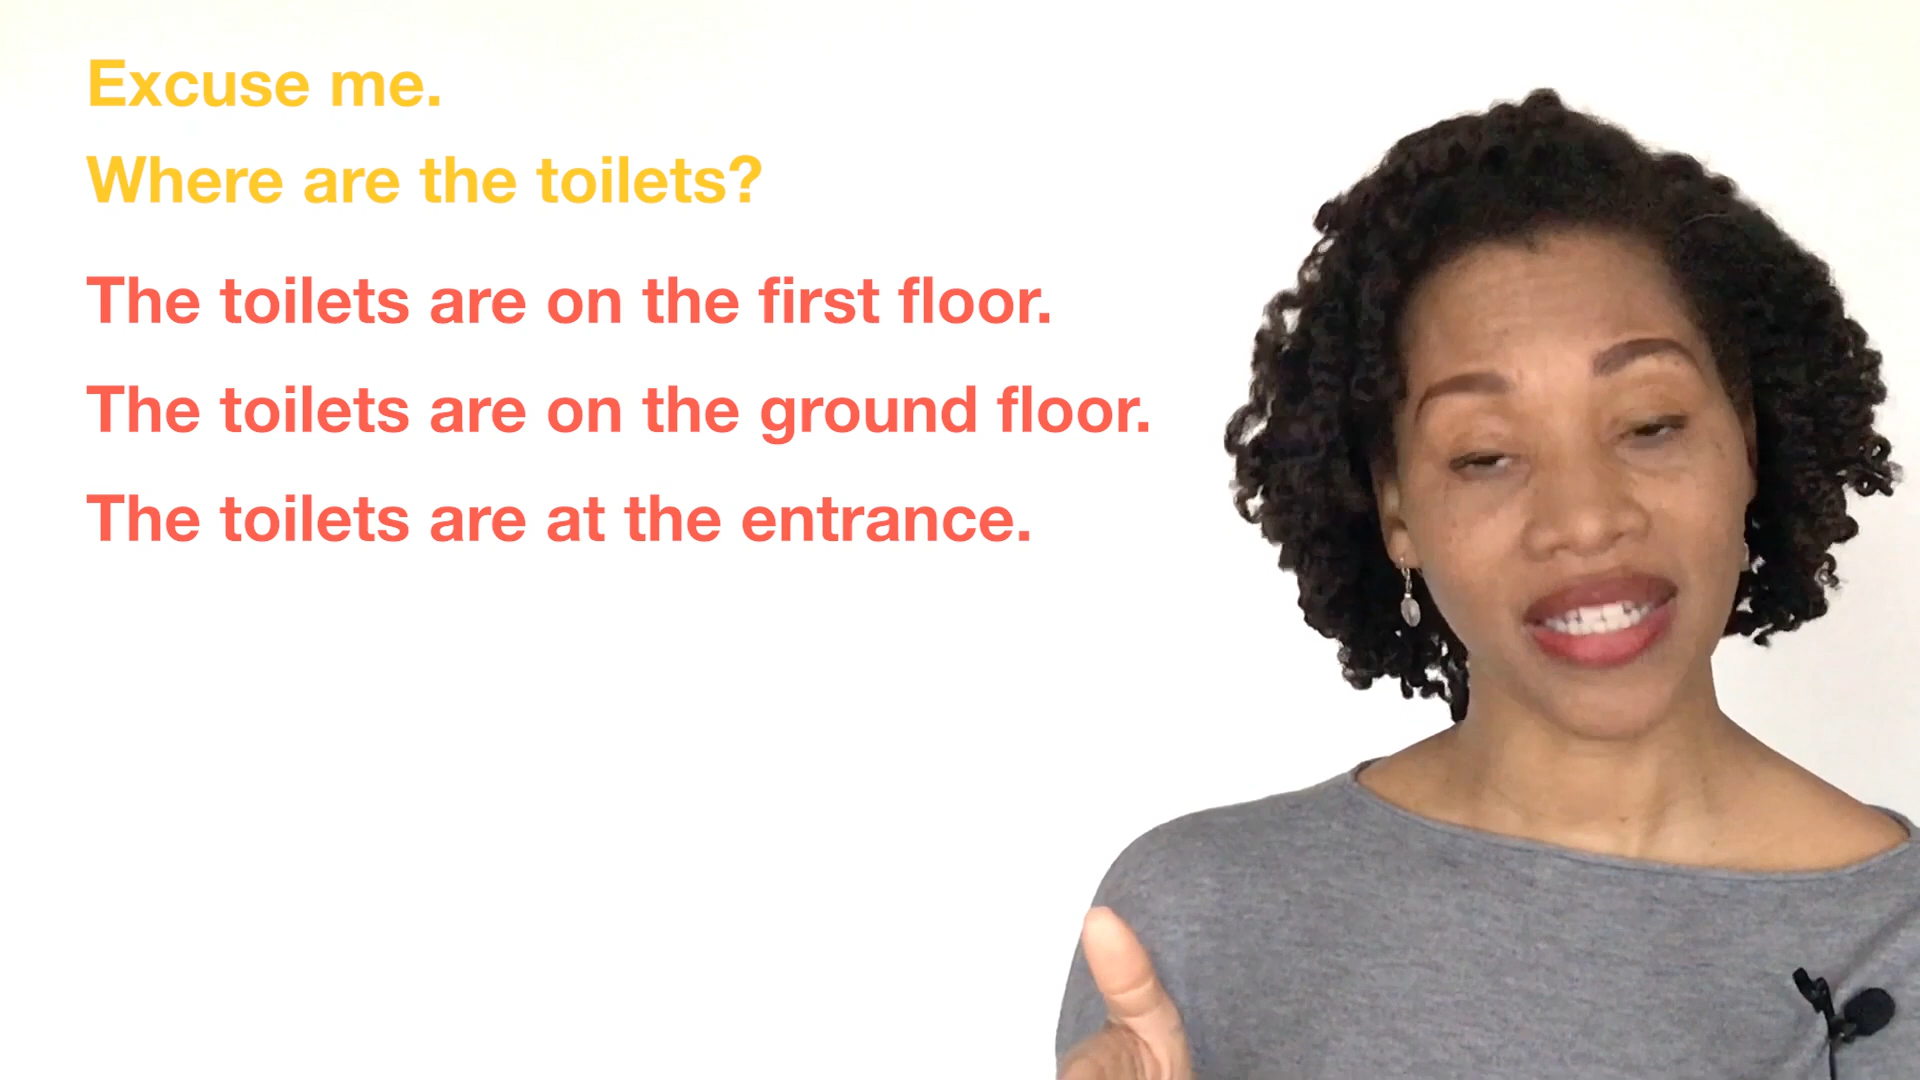 Excuse me.
Where are the toilets?
The toilets are on the first floor.
The toilets are on the ground floor.
The toilets are at the entrance.